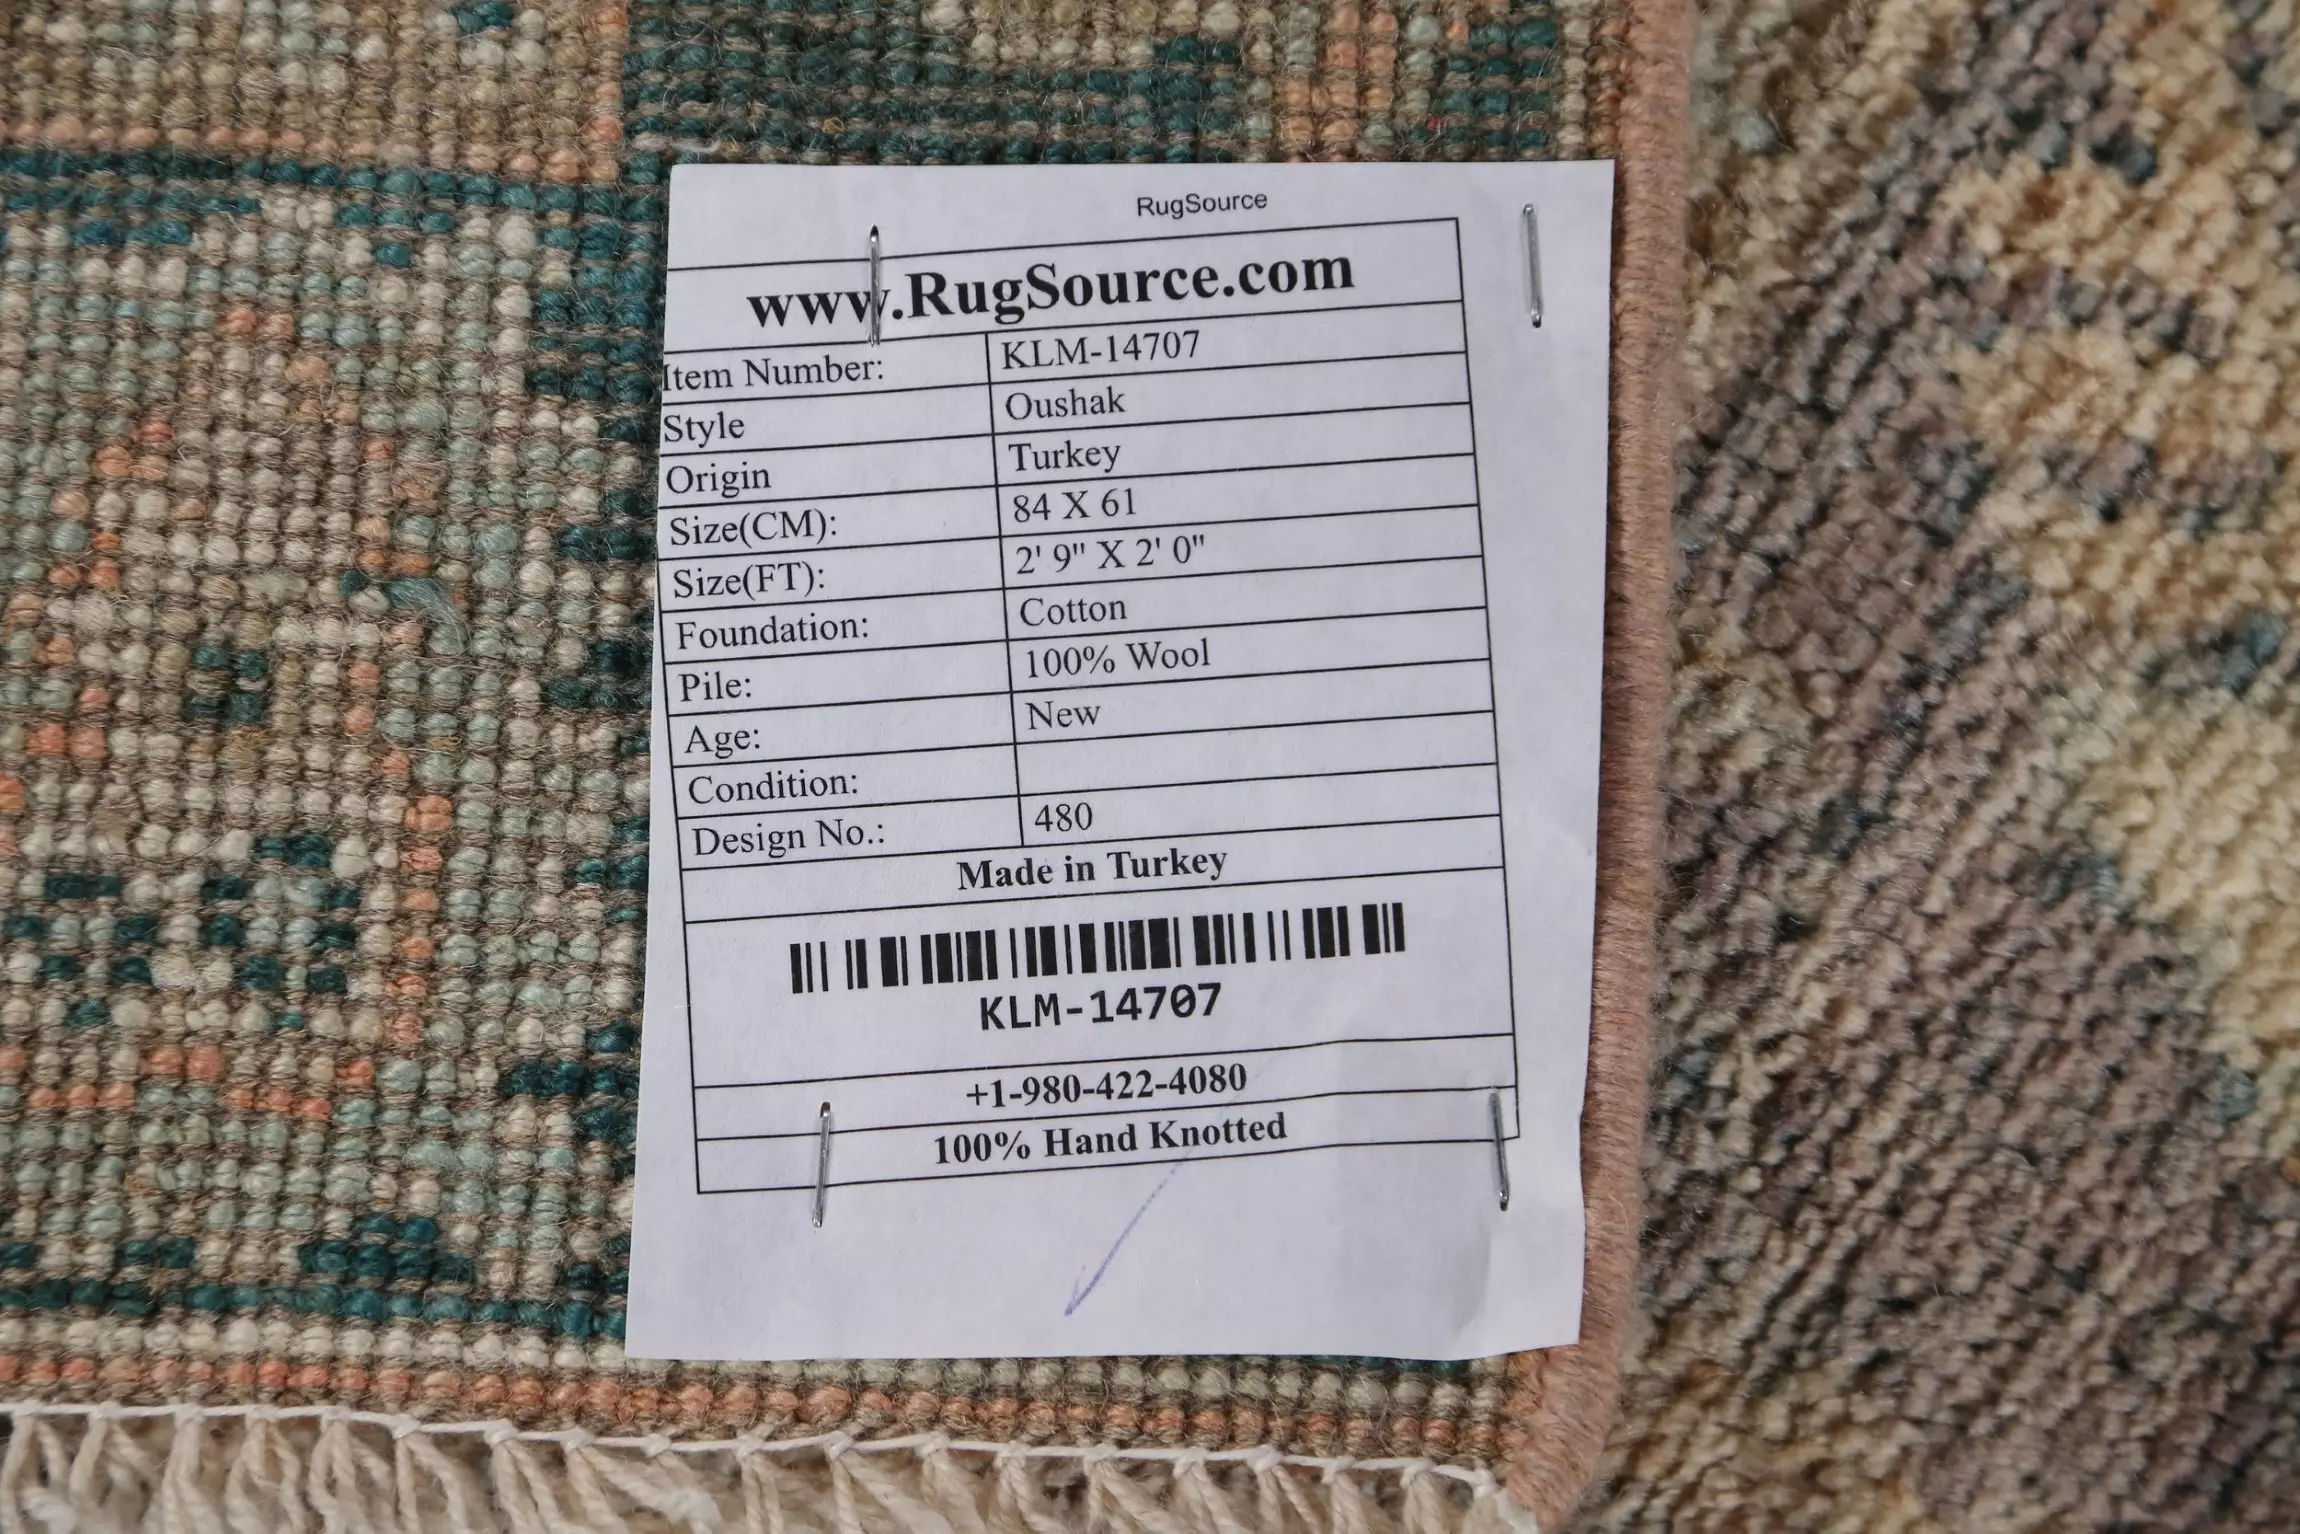 RugSource
www.RugSource.com
Item Number: KLM-14707
Style Oushak
Origin Turkey
Size(CM): 84 X 61
Size(FT): 2' 9" X 2' 0"
Foundation: Cotton
Pile: 100% Wool
Age: New
Condition:
Design No.: 480
Made in Turkey
KLM-14707
+1-980-422-4080
100% Hand Knotted